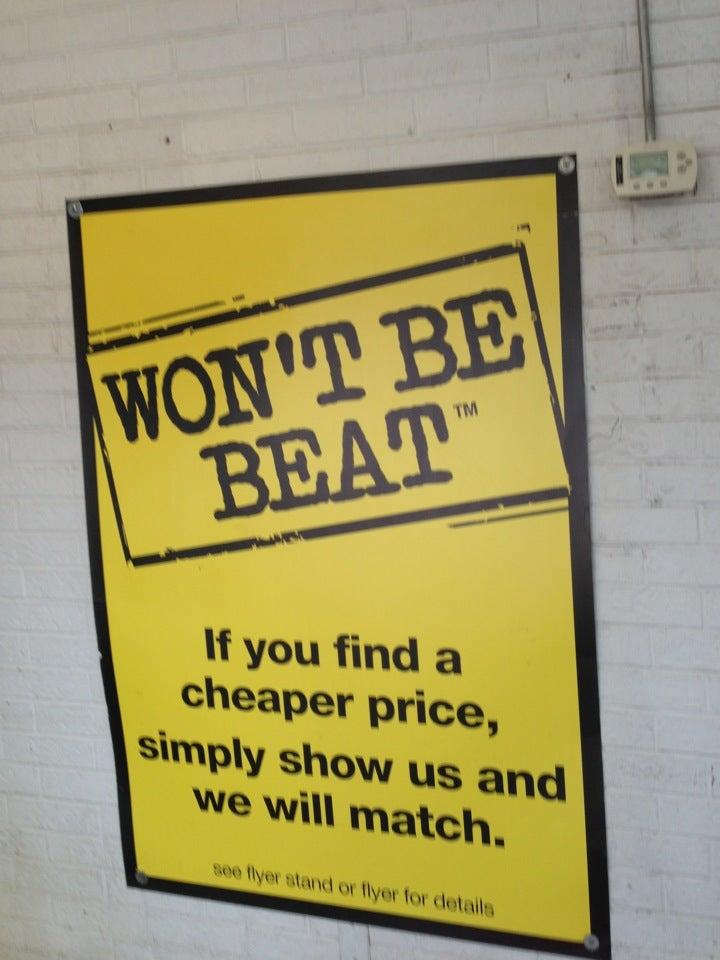 WON'T BE
BEAT™
If you find a
cheaper price,
simply show us and
we will match.
see flyer stand or flyer for details